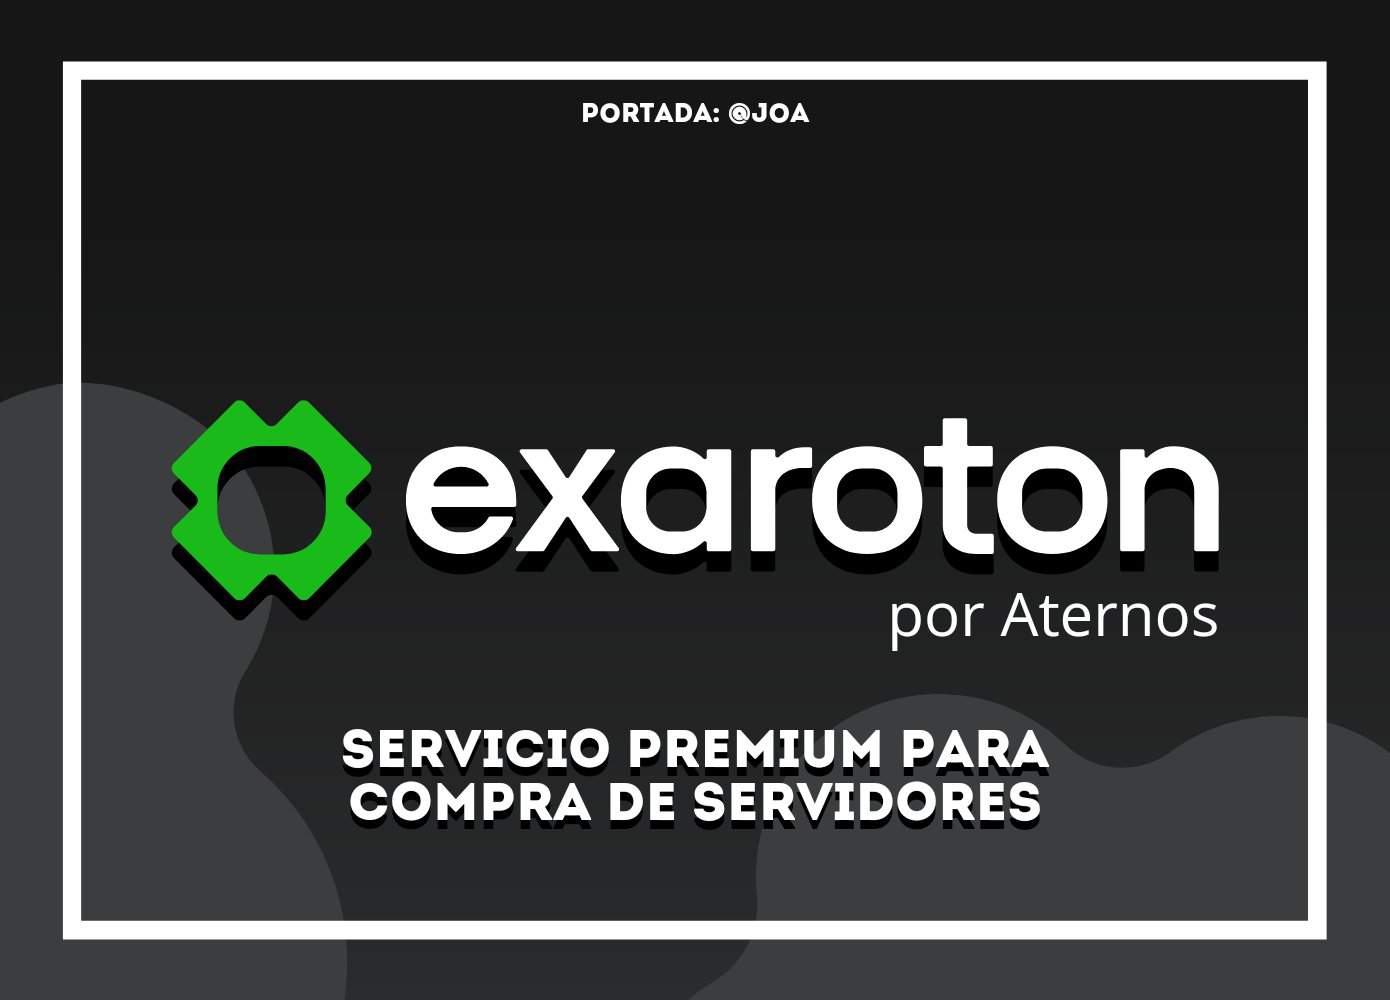 PORTADA: @JOA
exaroton
por Aternos
SERVICIO PREMIUM PARA
COMPRA DE SERVIDORES